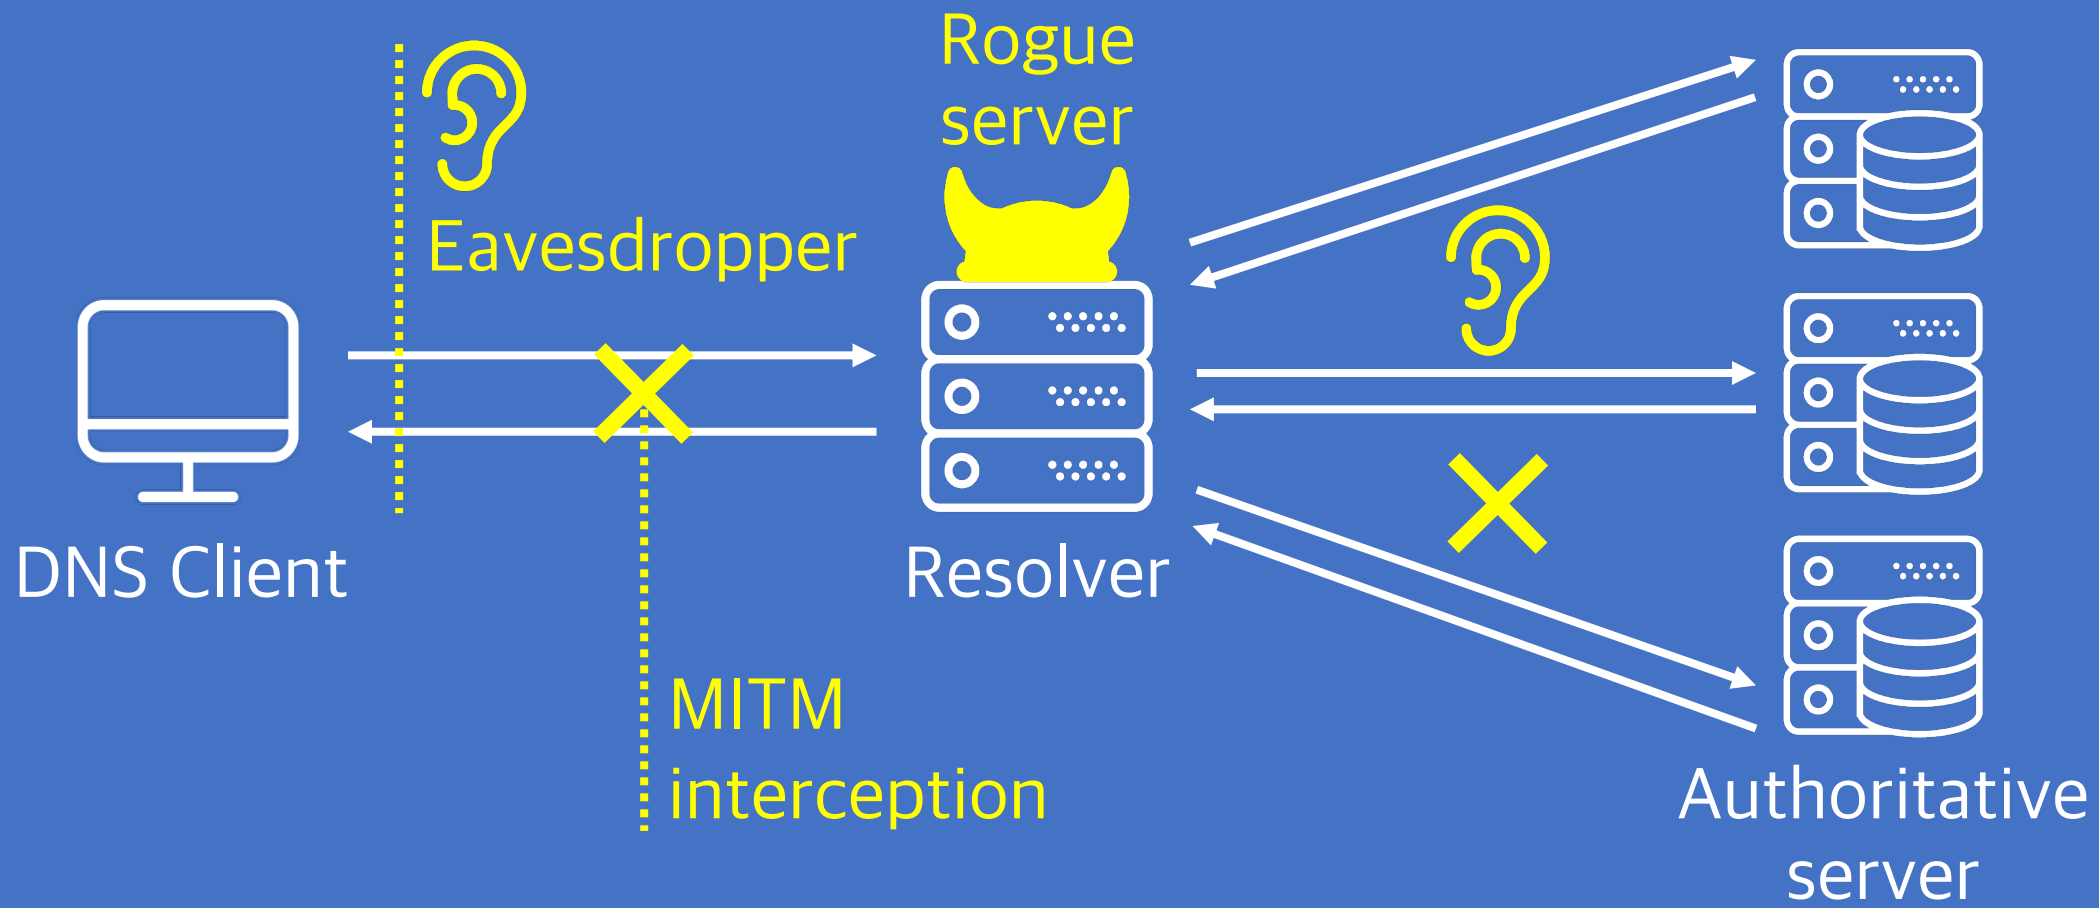 Rogue
server
Eavesdropper
DNS Client
Resolver
MITM
interception
Authoritative
server